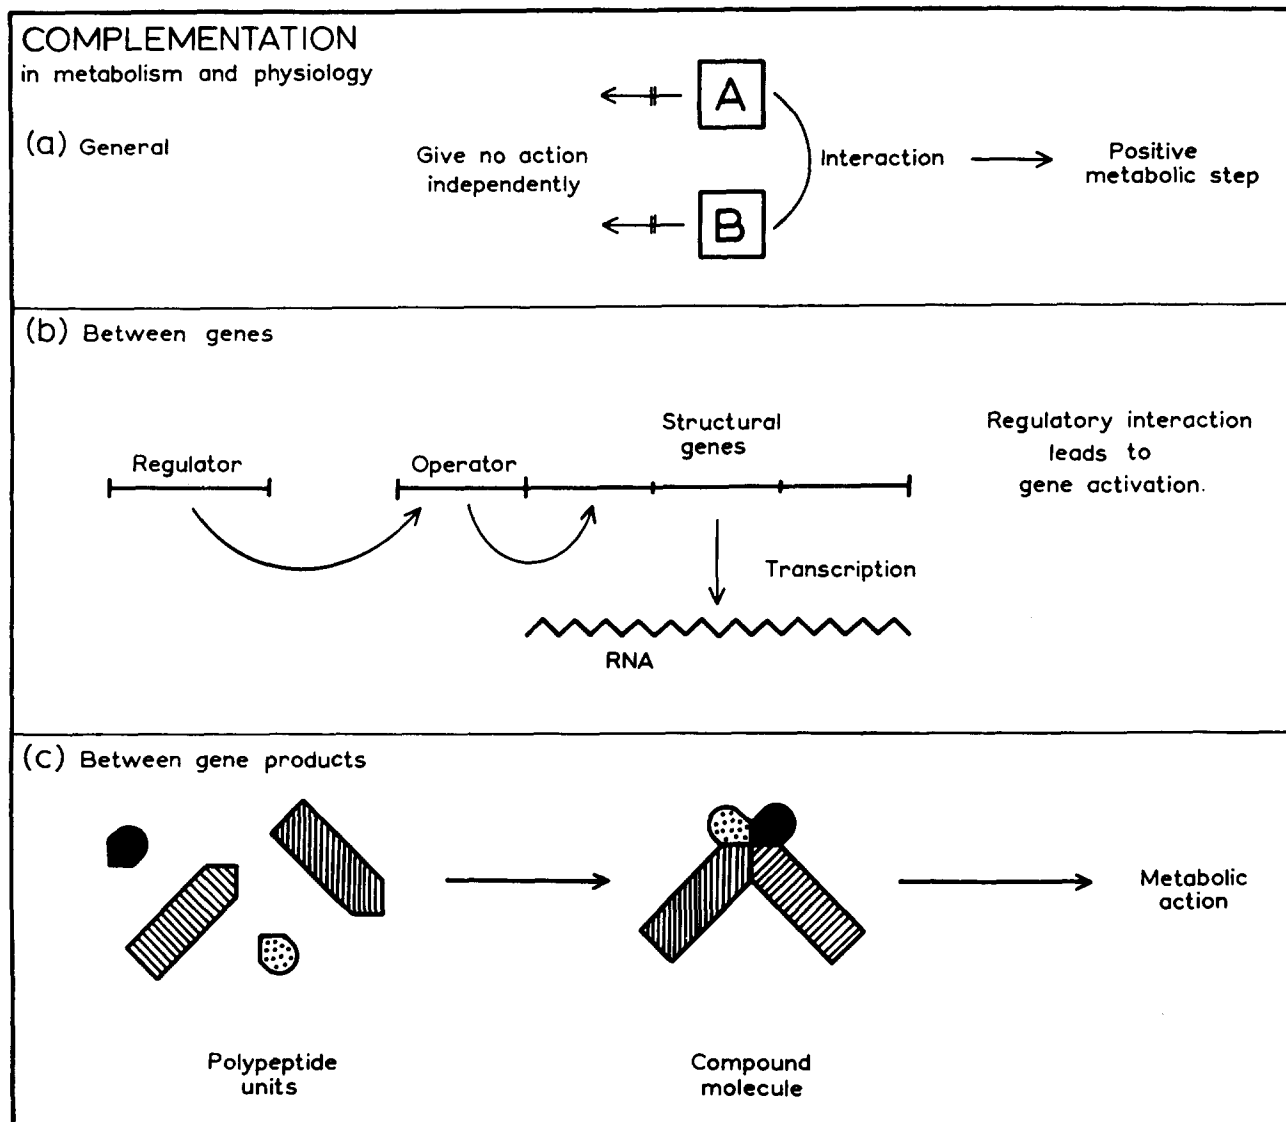 COMPLEMENTATION
in metabolism and physiology
(a) General
Give no action
independently
A
B
Interaction
Positive
metabolic step
(b) Between genes
Regulator
Operator
Structural
genes
Regulatory interaction
leads to
gene activation.
Transcription
RNA
(c) Between gene products
Metabolic
action
Polypeptide
units
Compound
molecule